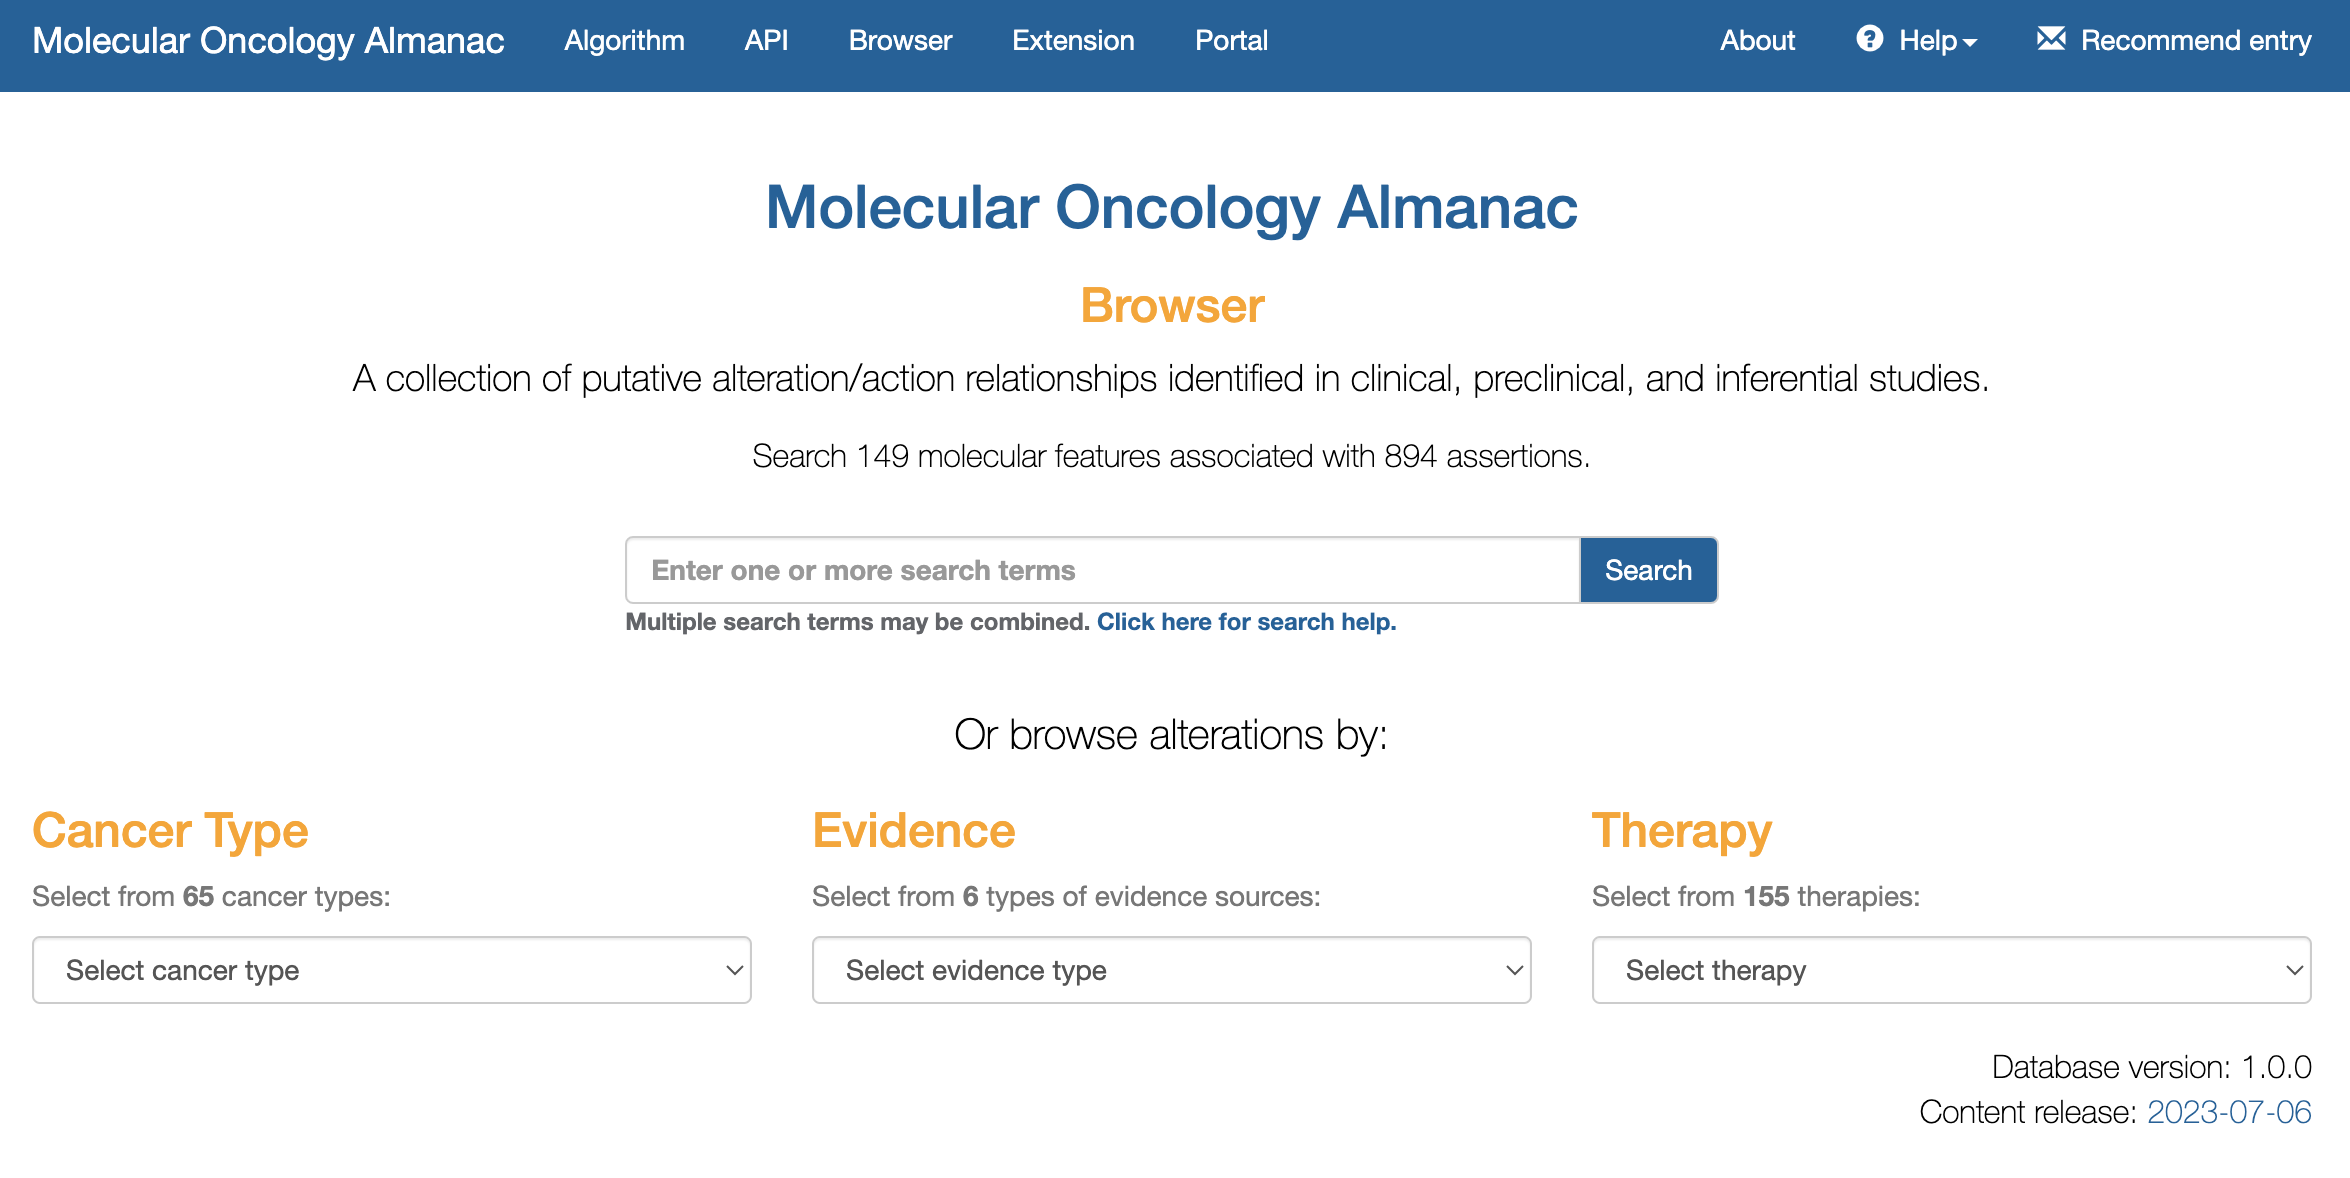 Molecular Oncology Almanac Algorithm API Browser Extension Portal About Help Recommend entry
Molecular Oncology Almanac
Browser
A collection of putative alteration/action relationships identified in clinical, preclinical, and inferential studies.
Search 149 molecular features associated with 894 assertions.
Enter one or more search terms Search
Multiple search terms may be combined. Click here for search help.
Or browse alterations by:
Cancer Type
Select from 65 cancer types:
Select cancer type
Evidence
Select from 6 types of evidence sources:
Select evidence type
Therapy
Select from 155 therapies:
Select therapy
Database version: 1.0.0
Content release: 2023-07-06